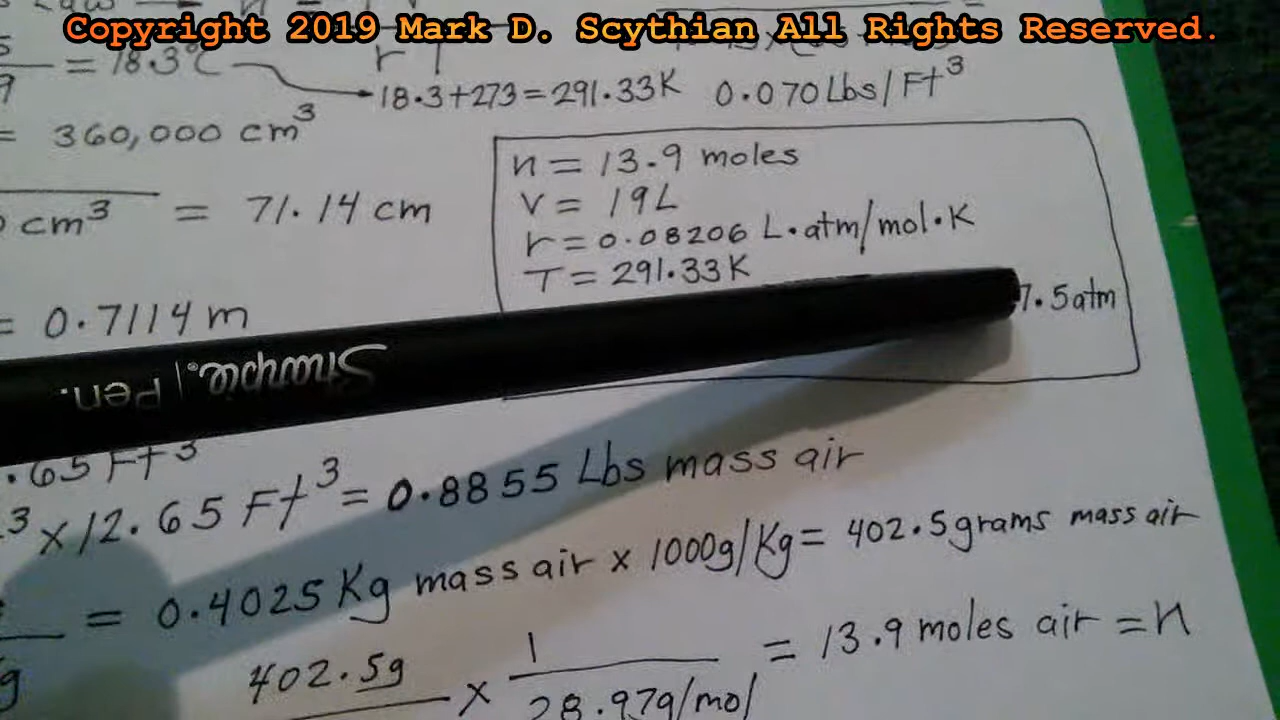 Copyright 2019 Mark D. Scythian All Rights Reserved.
= 18.3°C
r T
18.3+273=291.33K 0.070 Lbs/Ft³
= 360,000 cm³
n = 13.9 moles
V = 19L
cm³ = 71.14 cm
r = 0.08206 L·atm/mol·K
T = 291.33K
= 0.7114 m
7.5atm
Sharpie. | Pen.
.65 Ft³
³ x 12.65 Ft³ = 0.8855 Lbs mass air
= 0.4025 Kg mass air x 1000g/Kg = 402.5 grams mass air
402.5g x 1 = 13.9 moles air = n
28.97g/mol